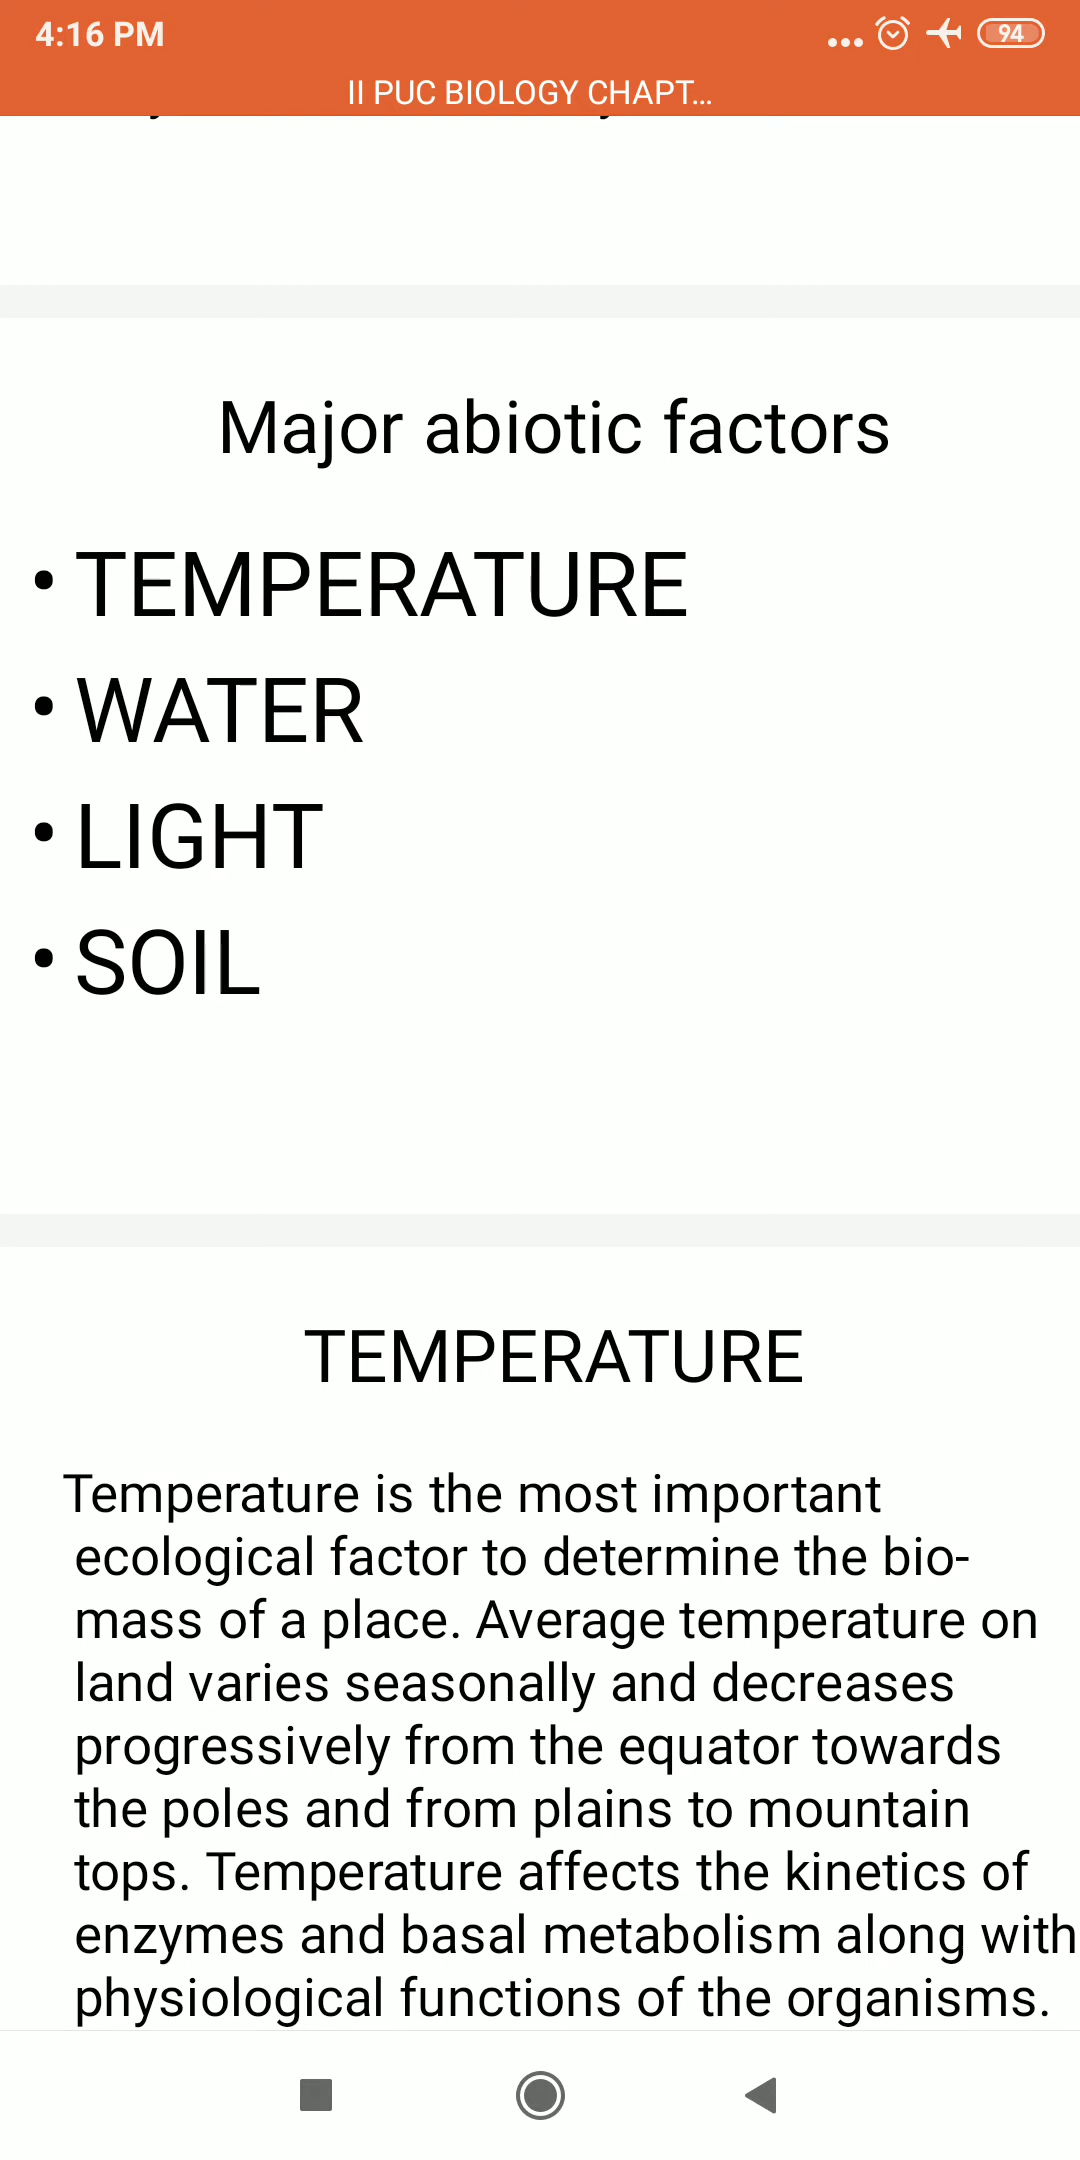 4:16 PM
94
II PUC BIOLOGY CHAPT...
Major abiotic factors
• TEMPERATURE
• WATER
• LIGHT
• SOIL
TEMPERATURE
Temperature is the most important
ecological factor to determine the bio-
mass of a place. Average temperature on
land varies seasonally and decreases
progressively from the equator towards
the poles and from plains to mountain
tops. Temperature affects the kinetics of
enzymes and basal metabolism along with
physiological functions of the organisms.